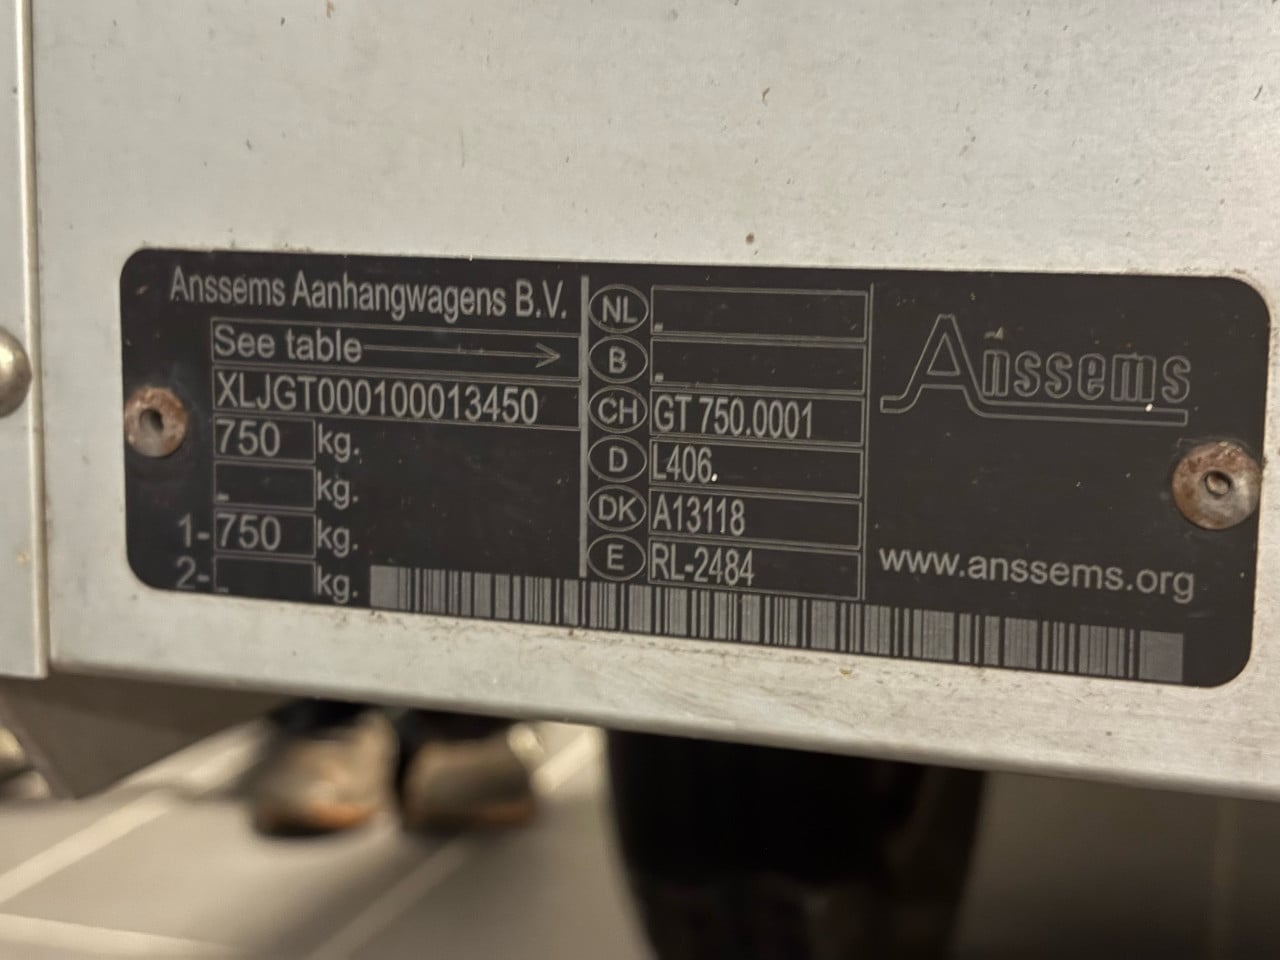 Anssems Aanhangwagens B.V.
See table
XLJGT000100013450
750 kg.
- kg.
1- 750 kg.
2- - kg.
NL .
B .
CH GT 750.0001
D L406.
DK A13118
E RL-2484
Anssems
www.anssems.org